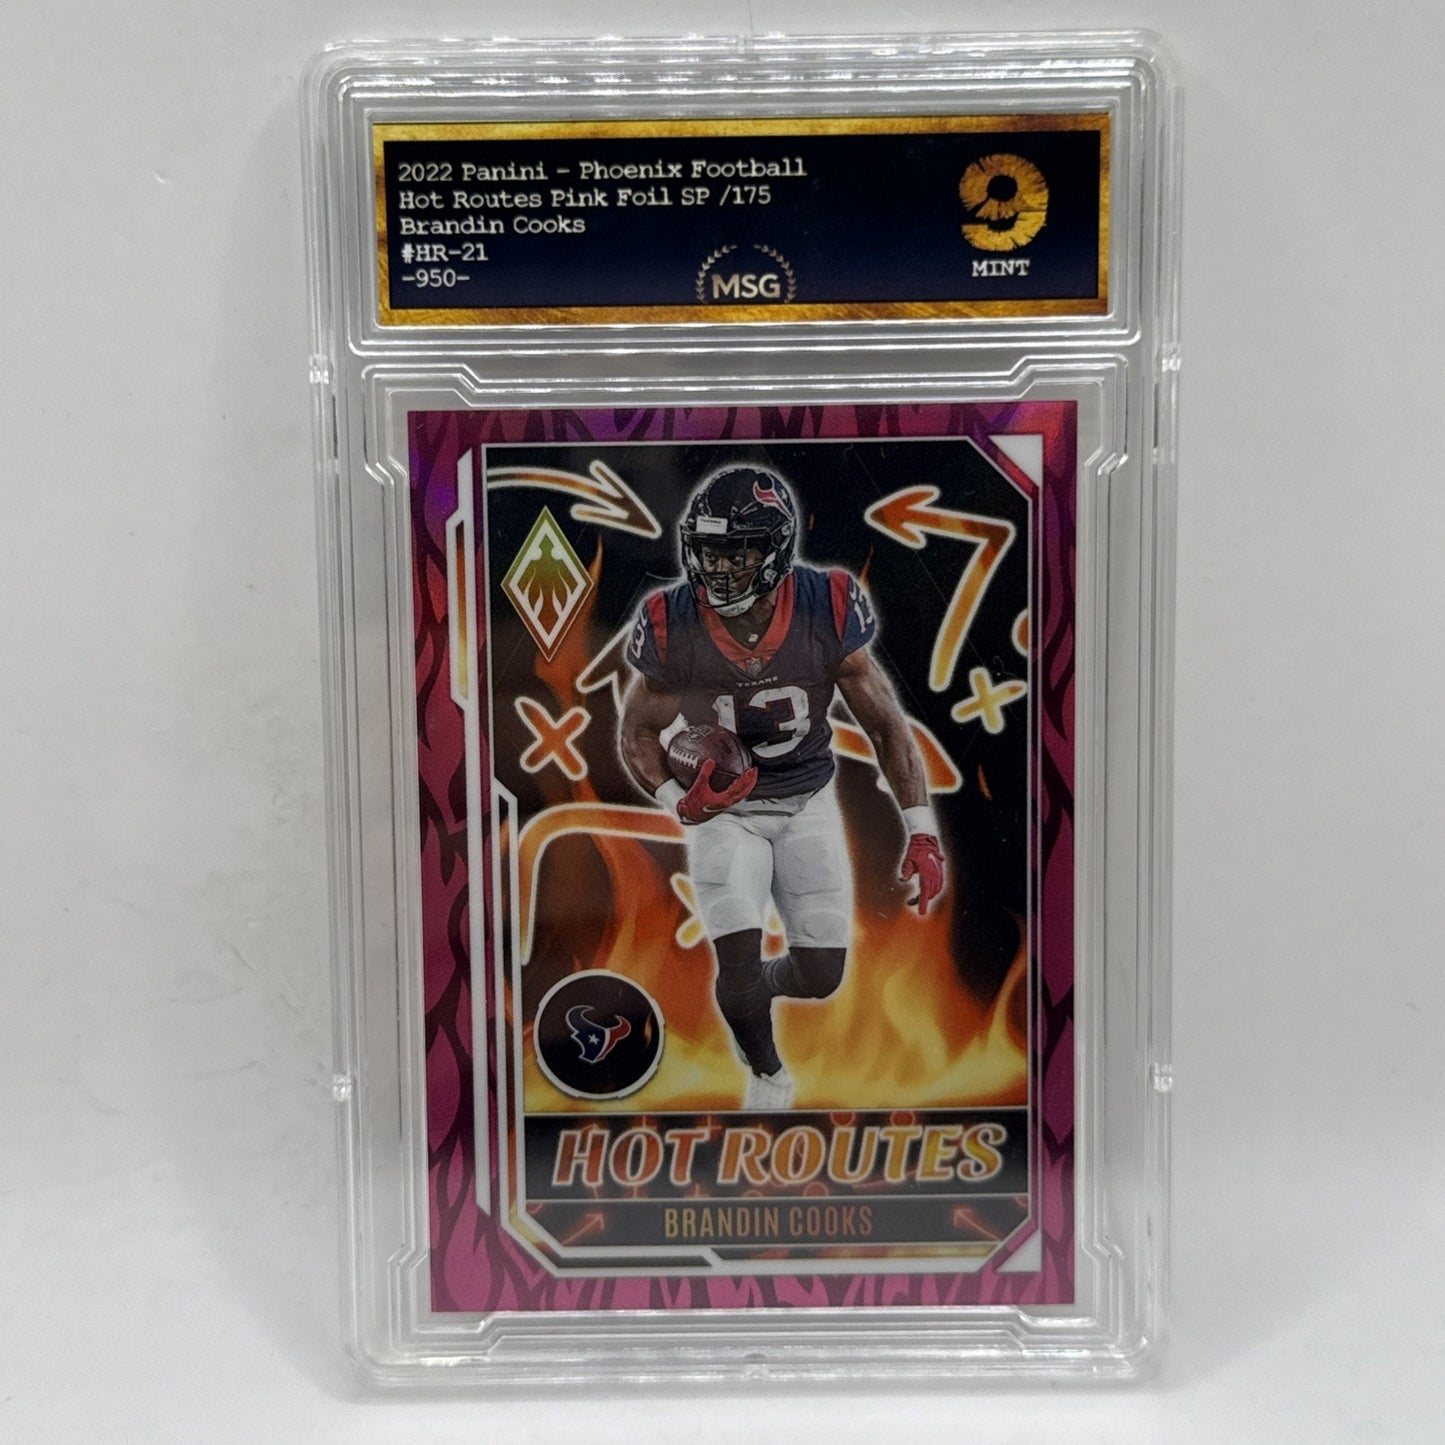 2022 Panini - Phoenix Football
Hot Routes Pink Foil SP /175
Brandin Cooks
#HR-21
-950-
MSG
9
MINT
13
TEXANS
13
HOT ROUTES
BRANDIN COOKS